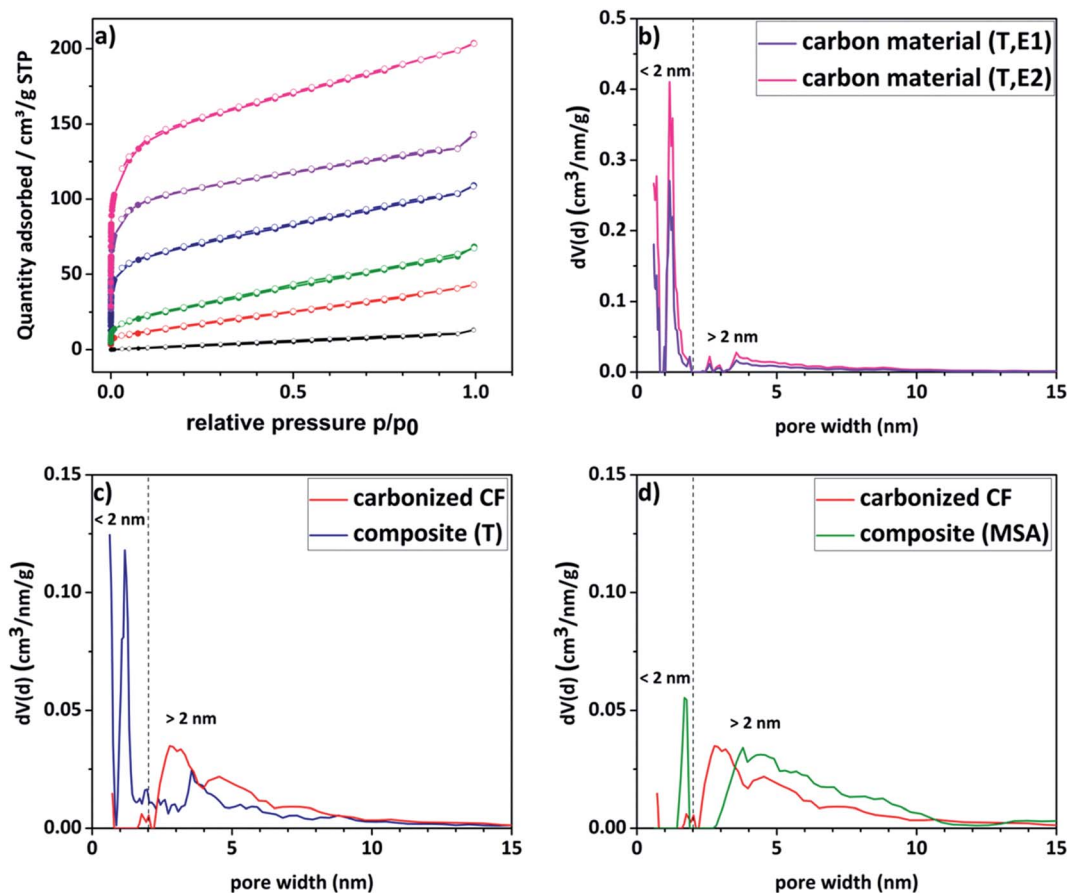 a)
Quantity adsorbed / cm³/g STP
200
150
100
50
0
0.0
0.5
1.0
relative pressure p/p0
b)
carbon material (T,E1)
carbon material (T,E2)
< 2 nm
> 2 nm
dV(d) (cm³/nm/g)
0.5
0.4
0.3
0.2
0.1
0.0
0
5
10
15
pore width (nm)
c)
carbonized CF
composite (T)
< 2 nm
> 2 nm
dV(d) (cm³/nm/g)
0.15
0.10
0.05
0.00
0
5
10
15
pore width (nm)
d)
carbonized CF
composite (MSA)
< 2 nm
> 2 nm
dV(d) (cm³/nm/g)
0.15
0.10
0.05
0.00
0
5
10
15
pore width (nm)